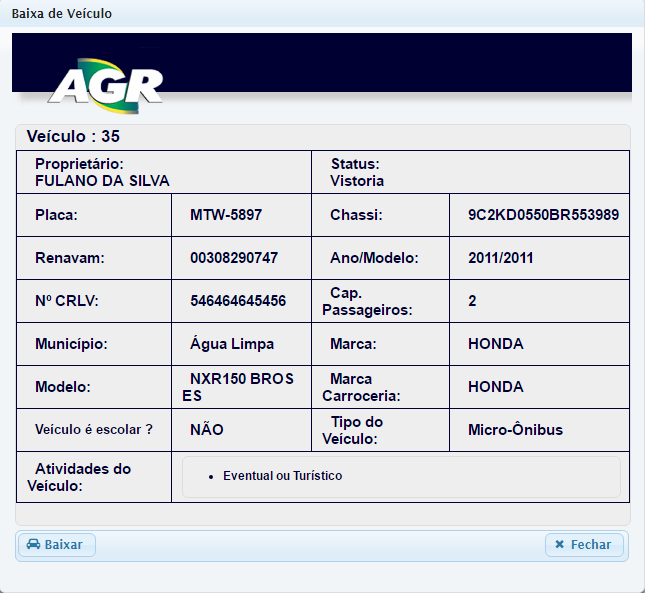 Baixa de Veículo
AGR
Veículo : 35
Proprietário:
FULANO DA SILVA
Status:
Vistoria
Placa:
MTW-5897
Chassi:
9C2KD0550BR553989
Renavam:
00308290747
Ano/Modelo:
2011/2011
Nº CRLV:
546464645456
Cap.
Passageiros:
2
Município:
Água Limpa
Marca:
HONDA
Modelo:
NXR150 BROS
ES
Marca
Carroceria:
HONDA
Veículo é escolar ?
NÃO
Tipo do
Veículo:
Micro-Ônibus
Atividades do
Veículo:
• Eventual ou Turístico
Baixar
Fechar